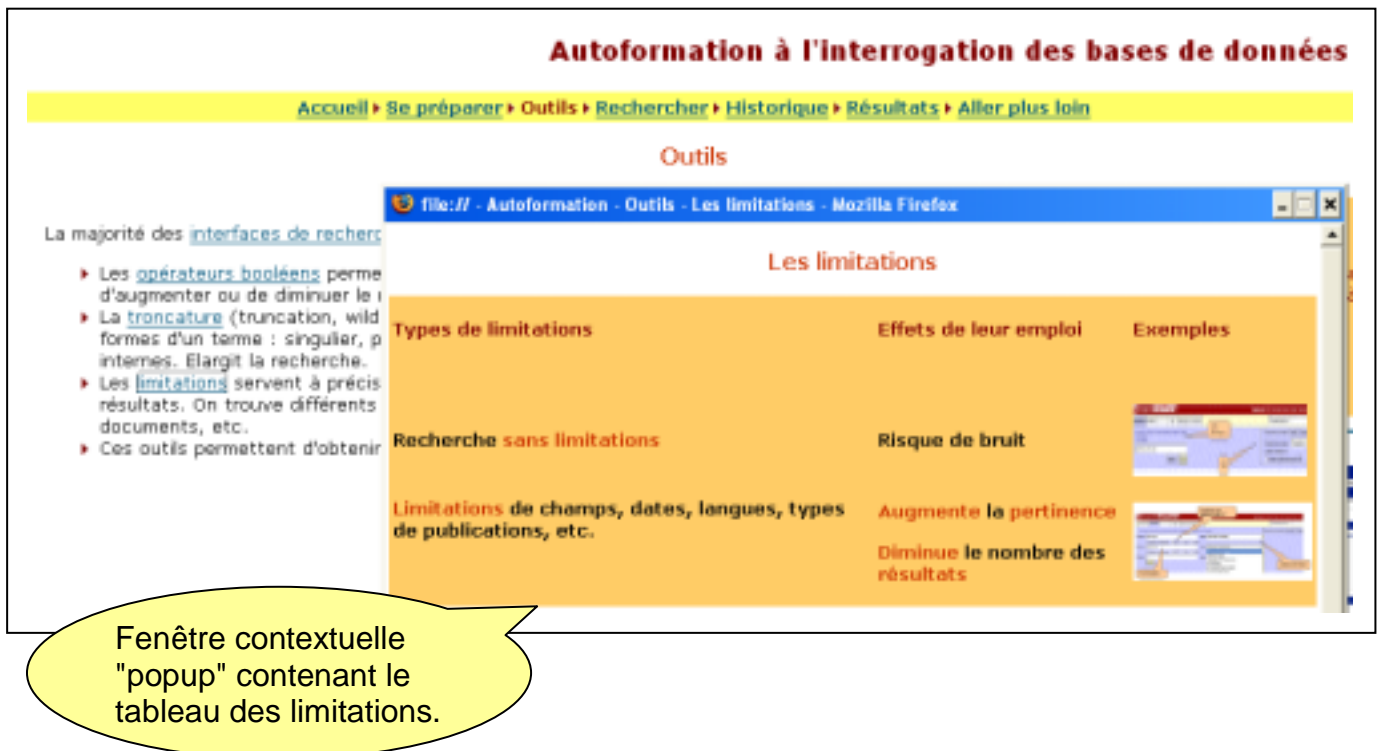 Autoformation à l'interrogation des bases de données
Accueil Se préparer Outils Rechercher Historique Résultats Aller plus loin
Outils
La majorité des interfaces de recherc
Les opérateurs booléens perme
d'augmenter ou de diminuer le
La troncature (truncation, wild
formes d'un terme : singulier, p
internes. Elargit la recherche.
Les limitations servent à précis
résultats. On trouve différents
documents, etc.
Ces outils permettent d'obtenir
file:// - Autoformation - Outils - Les limitations - Mozilla Firefox
Les limitations
Types de limitations Effets de leur emploi Exemples
Recherche sans limitations Risque de bruit
Limitations de champs, dates, langues, types
de publications, etc.
Augmente la pertinence
Diminue le nombre des
résultats
Fenêtre contextuelle
"popup" contenant le
tableau des limitations.